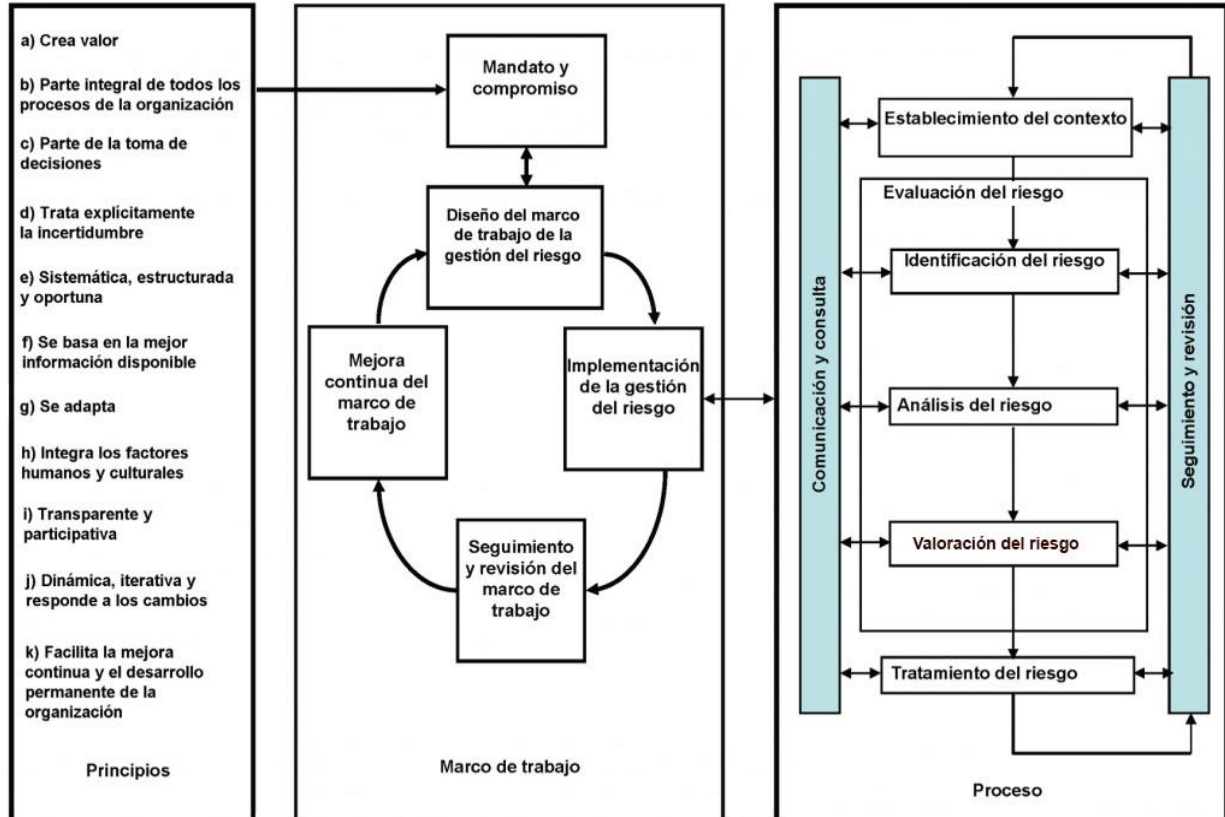 a) Crea valor
b) Parte integral de todos los
procesos de la organización
c) Parte de la toma de
decisiones
d) Trata explícitamente
la incertidumbre
e) Sistemática, estructurada
y oportuna
f) Se basa en la mejor
información disponible
g) Se adapta
h) Integra los factores
humanos y culturales
i) Transparente y
participativa
j) Dinámica, iterativa y
responde a los cambios
k) Facilita la mejora
continua y el desarrollo
permanente de la
organización
Principios
Mandato y
compromiso
Diseño del marco
de trabajo de la
gestión del riesgo
Implementación
de la gestión
del riesgo
Seguimiento
y revisión del
marco de
trabajo
Mejora
continua del
marco de
trabajo
Marco de trabajo
Comunicación y consulta
Establecimiento del contexto
Evaluación del riesgo
Identificación del riesgo
Análisis del riesgo
Valoración del riesgo
Tratamiento del riesgo
Seguimiento y revisión
Proceso